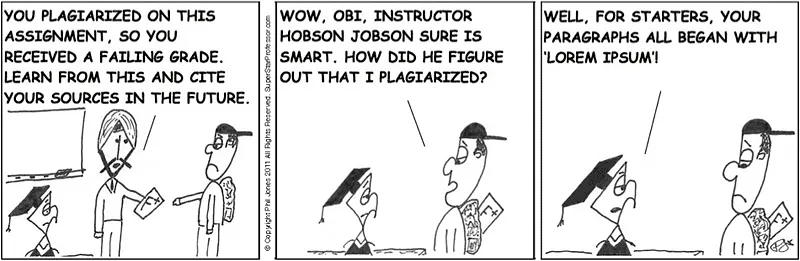 YOU PLAGIARIZED ON THIS
ASSIGNMENT, SO YOU
RECEIVED A FAILING GRADE.
LEARN FROM THIS AND CITE
YOUR SOURCES IN THE FUTURE.
F+
© Copyright Phil Jones 2011 All Rights Reserved. SuperStarProfessor.com
WOW, OBI, INSTRUCTOR
HOBSON JOBSON SURE IS
SMART. HOW DID HE FIGURE
OUT THAT I PLAGIARIZED?
F+
WELL, FOR STARTERS, YOUR
PARAGRAPHS ALL BEGAN WITH
'LOREM IPSUM'!
F+